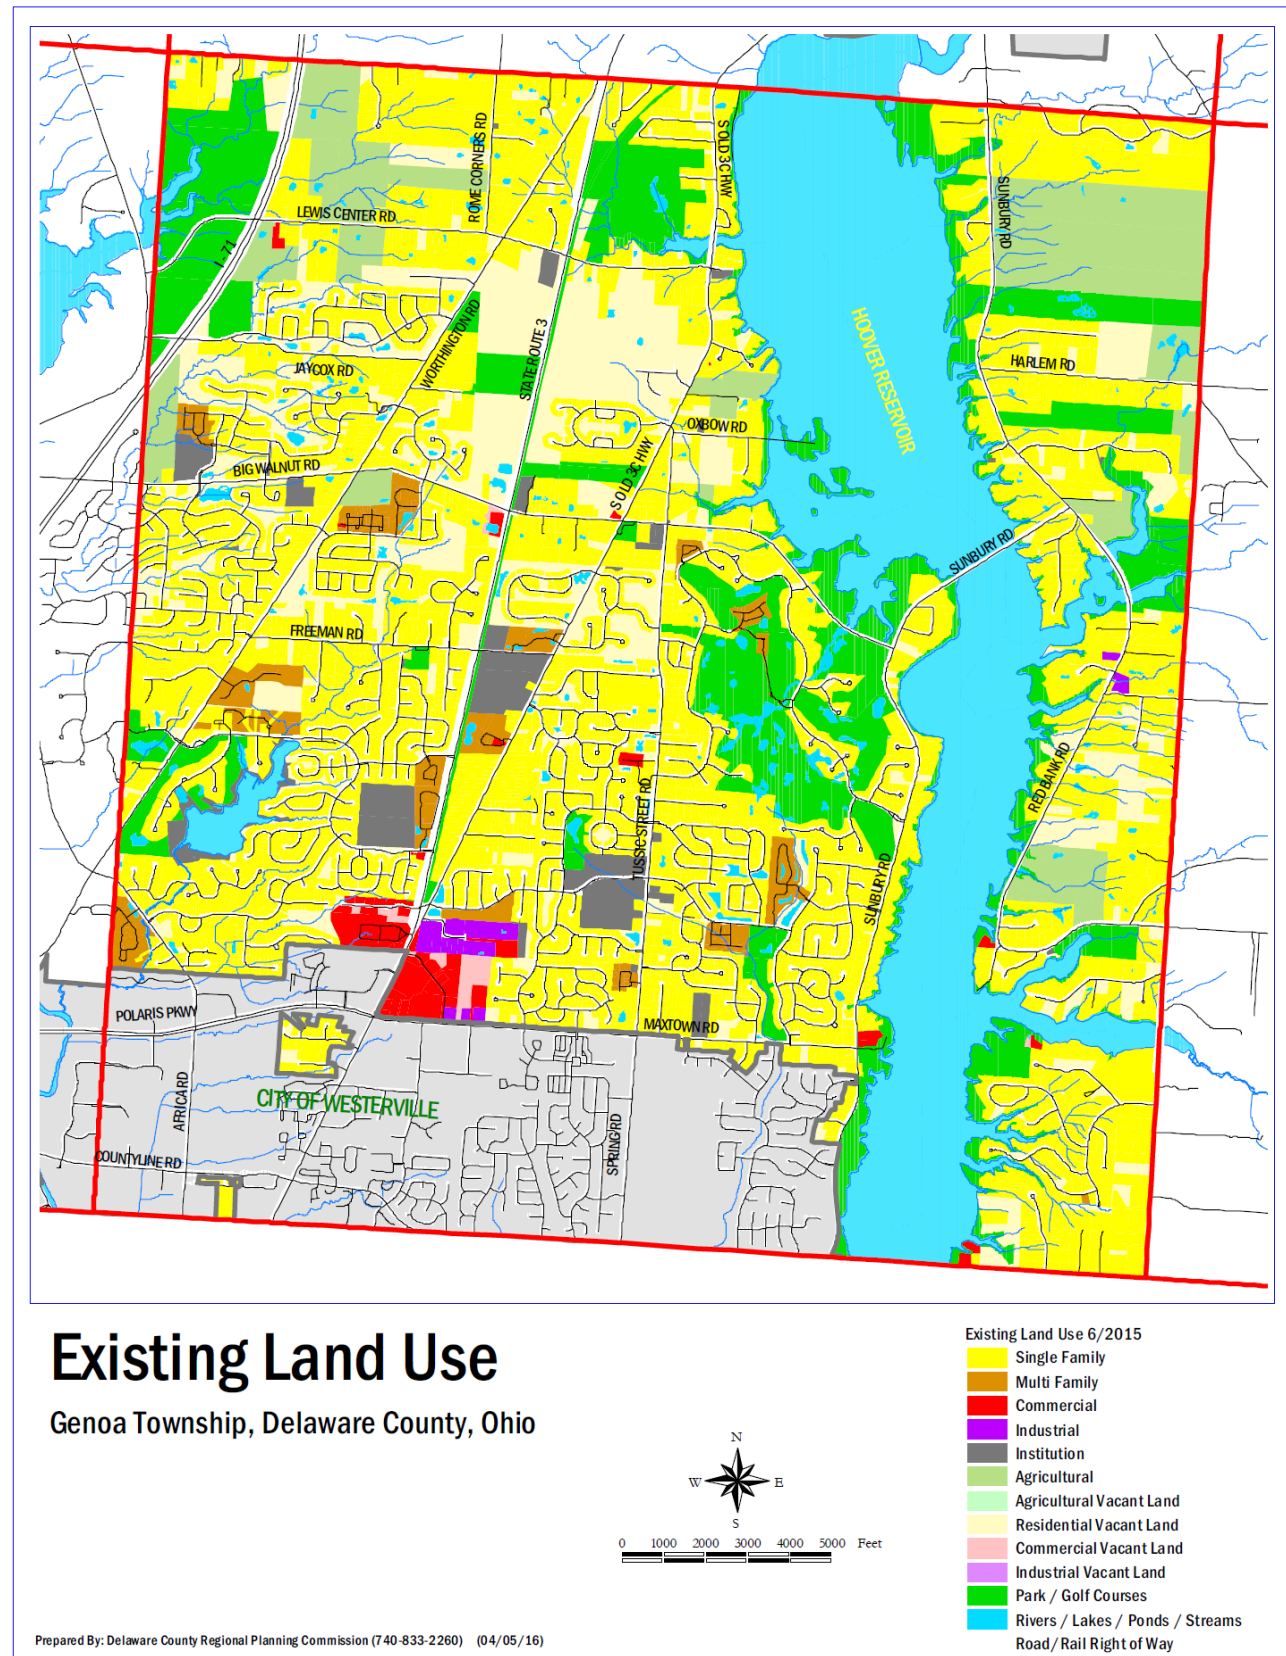 ROME CORNERS RD
S OLD 3C HWY
SUNBURY RD
LEWIS CENTER RD
I - 71
WORTHINGTON RD
STATE ROUTE 3
HOOVER RESERVOIR
HARLEM RD
JAYCOX RD
OXBOW RD
S OLD 3C HWY
BIG WALNUT RD
SUNBURY RD
FREEMAN RD
RED BANK RD
TUSSIC STREET RD
SUNBURY RD
POLARIS PKWY
MAXTOWN RD
AFRICA RD
CITY OF WESTERVILLE
SPRING RD
COUNTYLINE RD
Existing Land Use
Genoa Township, Delaware County, Ohio
N
W E
S
0 1000 2000 3000 4000 5000 Feet
Existing Land Use 6/2015
Single Family
Multi Family
Commercial
Industrial
Institution
Agricultural
Agricultural Vacant Land
Residential Vacant Land
Commercial Vacant Land
Industrial Vacant Land
Park / Golf Courses
Rivers / Lakes / Ponds / Streams
Road/Rail Right of Way
Prepared By: Delaware County Regional Planning Commission (740-833-2260) (04/05/16)